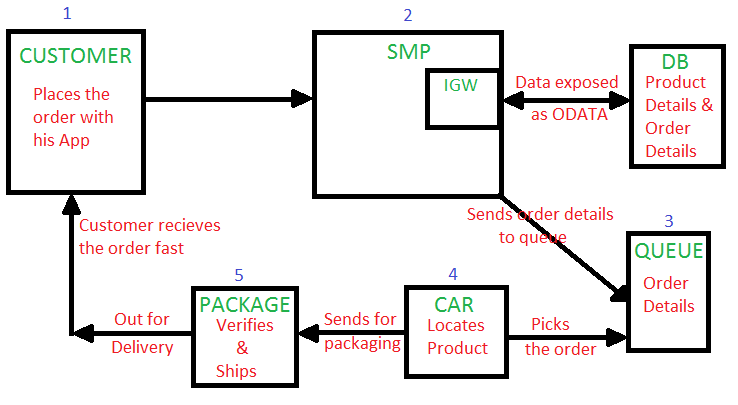 1
CUSTOMER
Places the
order with
his App
2
SMP
IGW
Data exposed
as ODATA
DB
Product
Details &
Order
Details
Sends order details
to queue
3
QUEUE
Order
Details
4
CAR
Locates
Product
Picks
the order
Sends for
packaging
5
PACKAGE
Verifies
&
Ships
Out for
Delivery
Customer recieves
the order fast